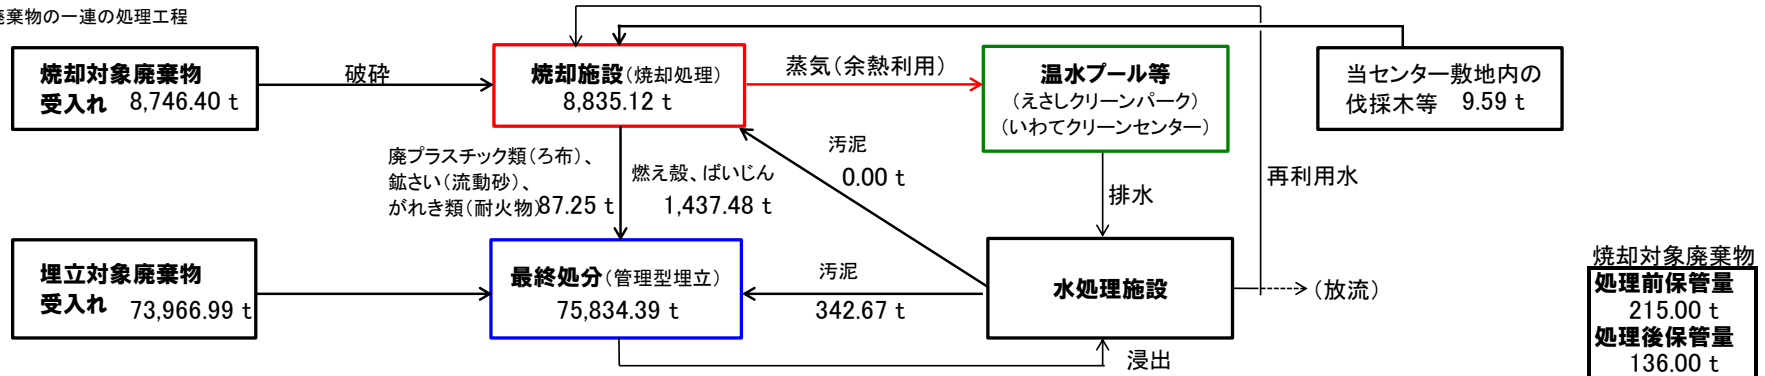 廃棄物の一連の処理工程
焼却対象廃棄物
受入れ 8,746.40 t
破砕
焼却施設(焼却処理)
8,835.12 t
蒸気(余熱利用)
温水プール等
(えさしクリーンパーク)
(いわてクリーンセンター)
当センター敷地内の
伐採木等 9.59 t
廃プラスチック類(ろ布)、
鉱さい(流動砂)、
がれき類(耐火物)87.25 t
燃え殻、ばいじん
1,437.48 t
汚泥
0.00 t
排水
再利用水
埋立対象廃棄物
受入れ 73,966.99 t
最終処分(管理型埋立)
75,834.39 t
汚泥
342.67 t
水処理施設
(放流)
浸出
焼却対象廃棄物
処理前保管量
215.00 t
処理後保管量
136.00 t